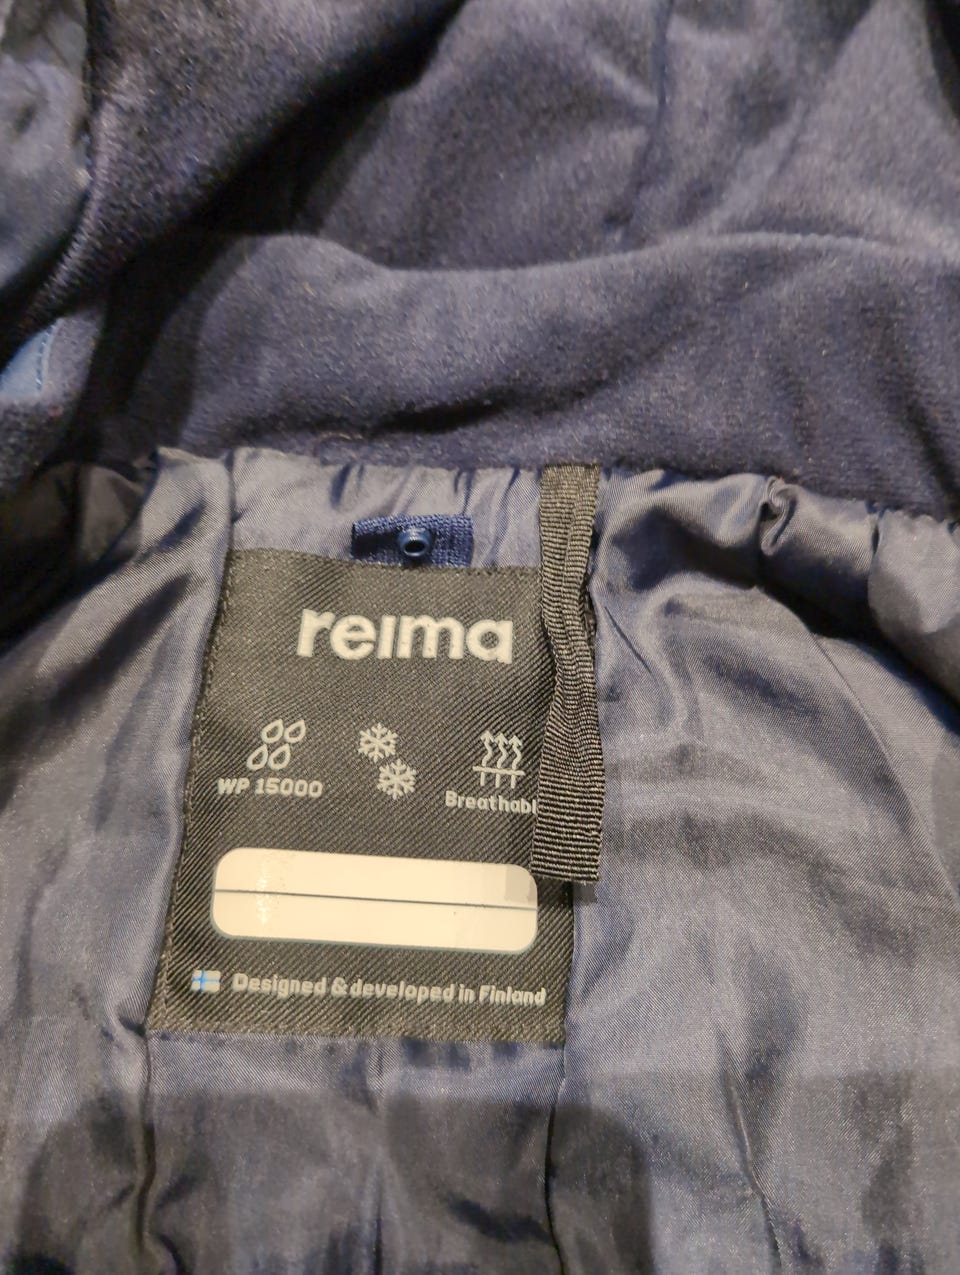 reima
WP 15000
Breathabl
Designed & developed in Finland